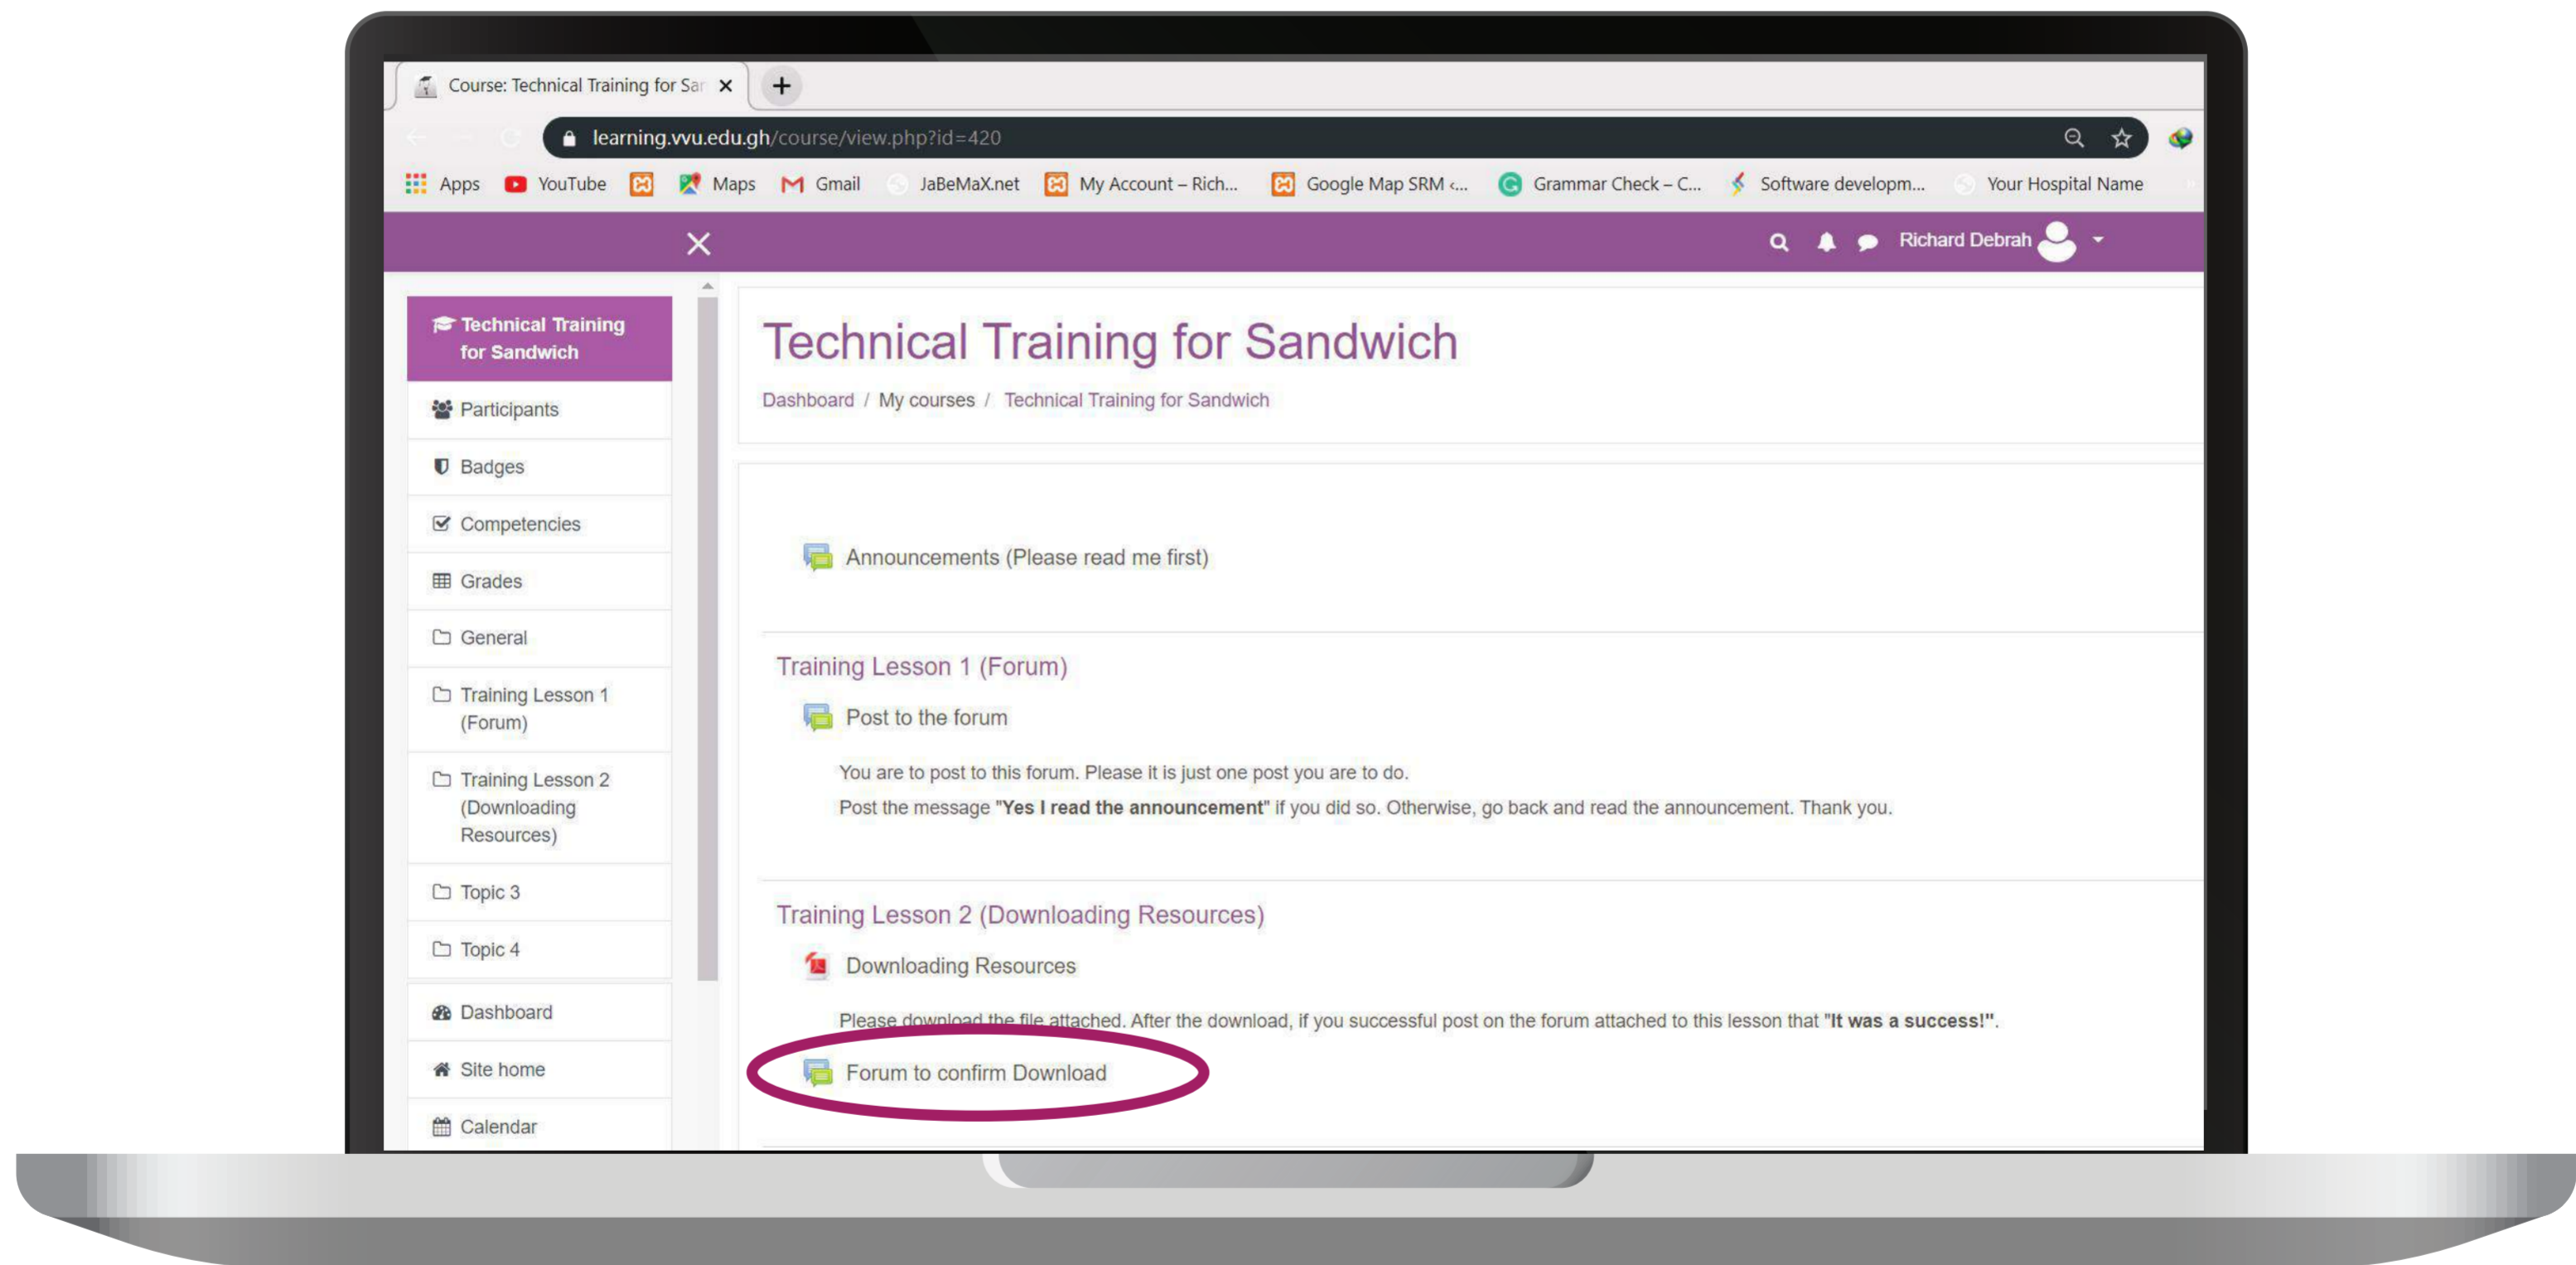 Course: Technical Training for Sar
learning.vvu.edu.gh/course/view.php?id=420
Apps YouTube Maps Gmail JaBeMaX.net My Account – Rich... Google Map SRM ‹... Grammar Check – C... Software developm... Your Hospital Name
Richard Debrah
Technical Training
for Sandwich
Participants
Badges
Competencies
Grades
General
Training Lesson 1
(Forum)
Training Lesson 2
(Downloading
Resources)
Topic 3
Topic 4
Dashboard
Site home
Calendar
Technical Training for Sandwich
Dashboard / My courses / Technical Training for Sandwich
Announcements (Please read me first)
Training Lesson 1 (Forum)
Post to the forum
You are to post to this forum. Please it is just one post you are to do.
Post the message "Yes I read the announcement" if you did so. Otherwise, go back and read the announcement. Thank you.
Training Lesson 2 (Downloading Resources)
Downloading Resources
Please download the file attached. After the download, if you successful post on the forum attached to this lesson that "It was a success!".
Forum to confirm Download